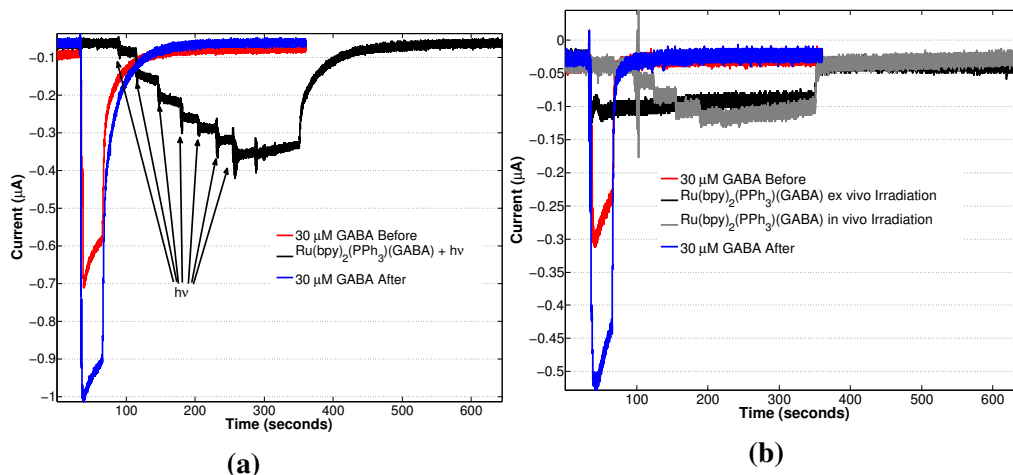 −0.1
−0.2
−0.3
−0.4
−0.5
−0.6
−0.7
−0.8
−0.9
−1
Current (μA)
30 μM GABA Before
Ru(bpy)₂(PPh₃)(GABA) + hν
30 μM GABA After
hν
100 200 300 400 500 600
Time (seconds)
(a)
0
−0.05
−0.1
−0.15
−0.2
−0.25
−0.3
−0.35
−0.4
−0.45
−0.5
Current (μA)
30 μM GABA Before
Ru(bpy)₂(PPh₃)(GABA) ex vivo Irradiation
Ru(bpy)₂(PPh₃)(GABA) in vivo Irradiation
30 μM GABA After
100 200 300 400 500 600
Time (seconds)
(b)